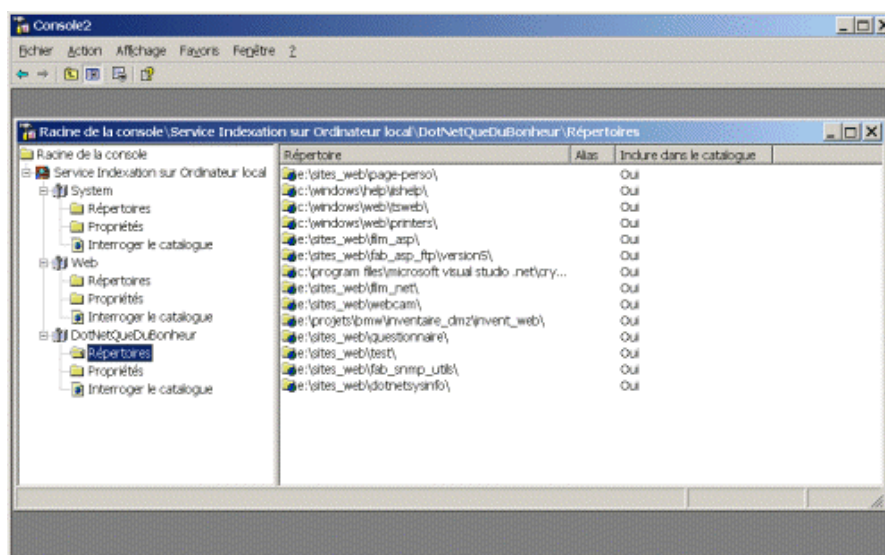 Console2
Fichier Action Affichage Favoris Fenêtre ?
Racine de la console\Service Indexation sur Ordinateur local\DotNetQueDuBonheur\Répertoires
Racine de la console
Service Indexation sur Ordinateur local
System
Répertoires
Propriétés
Interroger le catalogue
Web
Répertoires
Propriétés
Interroger le catalogue
DotNetQueDuBonheur
Répertoires
Propriétés
Interroger le catalogue
Répertoire Alias Inclure dans le catalogue
e:\sites_web\page-perso\ Oui
c:\windows\help\iishelp\ Oui
c:\windows\web\tsweb\ Oui
c:\windows\web\printers\ Oui
e:\sites_web\flm_asp\ Oui
e:\sites_web\fab_asp_ftp\version5\ Oui
c:\program files\microsoft visual studio .net\cry... Oui
e:\sites_web\flm_net\ Oui
e:\sites_web\webcam\ Oui
e:\projets\bmw\inventaire_dmz\invent_web\ Oui
e:\sites_web\questionnaire\ Oui
e:\sites_web\test\ Oui
e:\sites_web\fab_snmp_utils\ Oui
e:\sites_web\dotnetsysinfo\ Oui